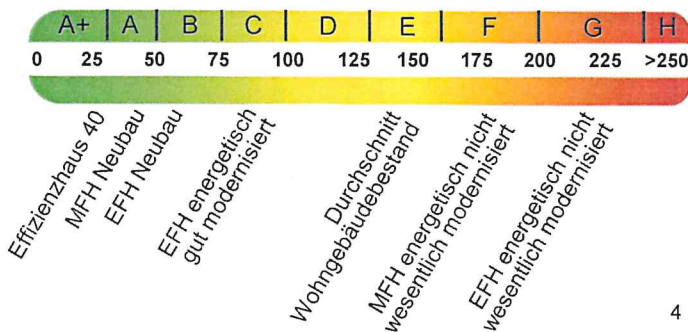 A+ A B C D E F G H
0 25 50 75 100 125 150 175 200 225 >250
Effizienzhaus 40
MFH Neubau
EFH Neubau
EFH energetisch
gut modernisiert
Durchschnitt
Wohngebäudebestand
MFH energetisch nicht
wesentlich modernisiert
EFH energetisch nicht
wesentlich modernisiert
4